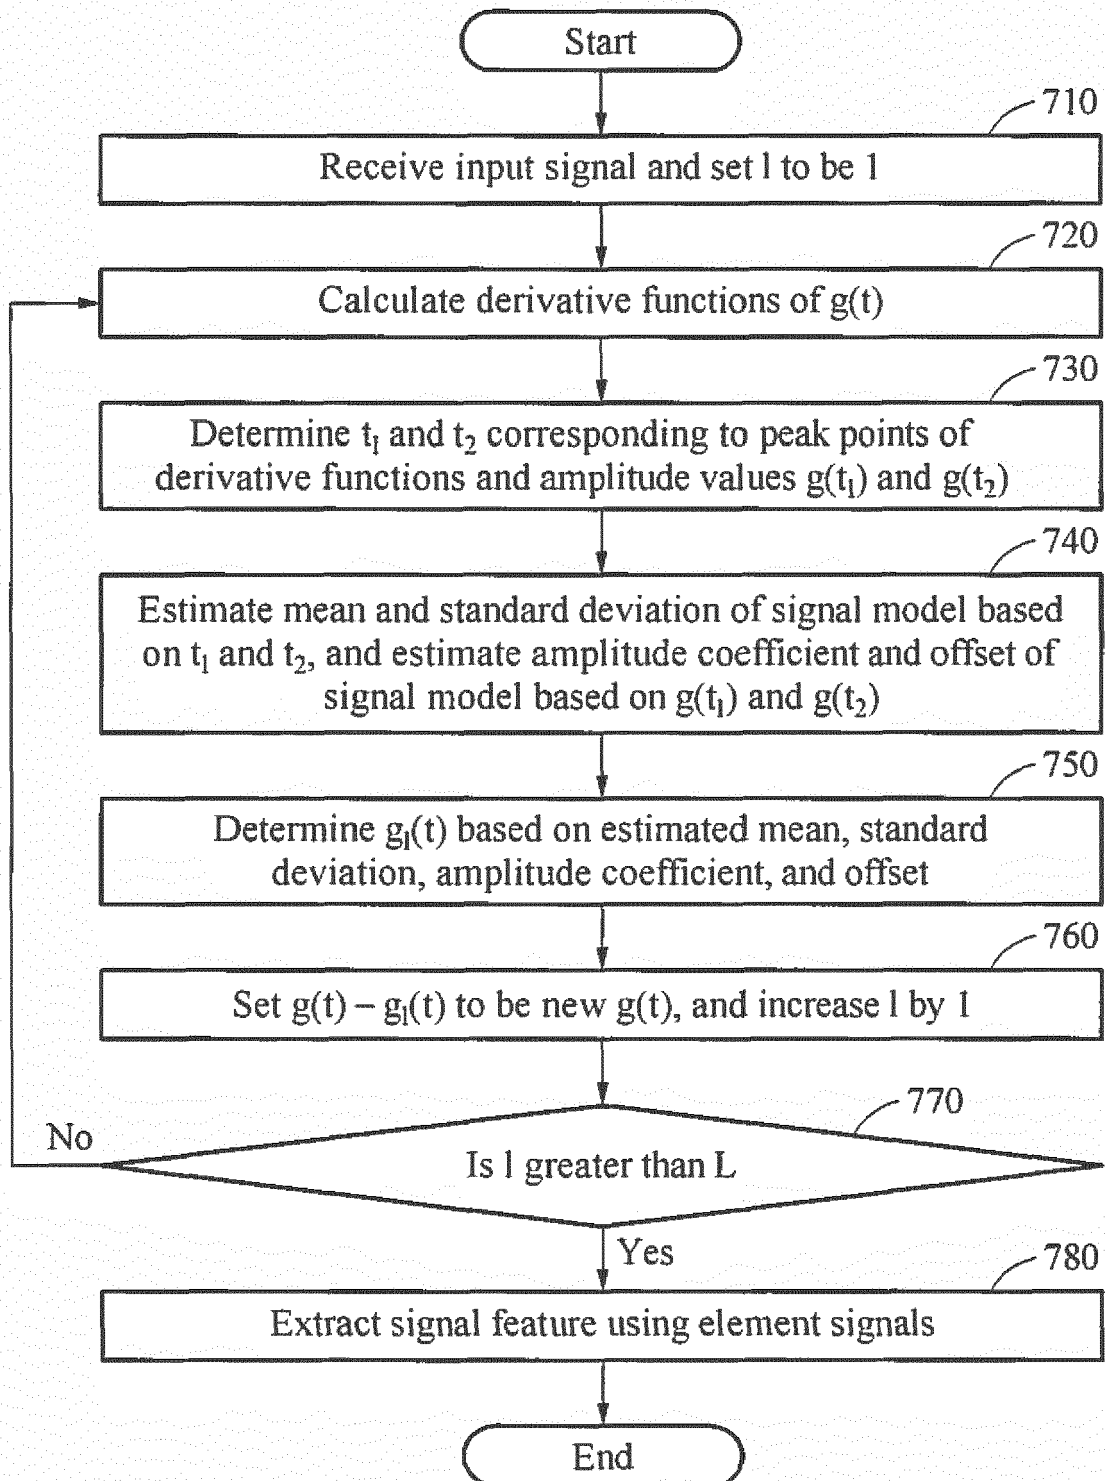 Start
710
Receive input signal and set l to be 1
720
Calculate derivative functions of g(t)
730
Determine t₁ and t₂ corresponding to peak points of
derivative functions and amplitude values g(t₁) and g(t₂)
740
Estimate mean and standard deviation of signal model based
on t₁ and t₂, and estimate amplitude coefficient and offset of
signal model based on g(t₁) and g(t₂)
750
Determine gₗ(t) based on estimated mean, standard
deviation, amplitude coefficient, and offset
760
Set g(t) – gₗ(t) to be new g(t), and increase l by 1
770
No
Is l greater than L
Yes
780
Extract signal feature using element signals
End